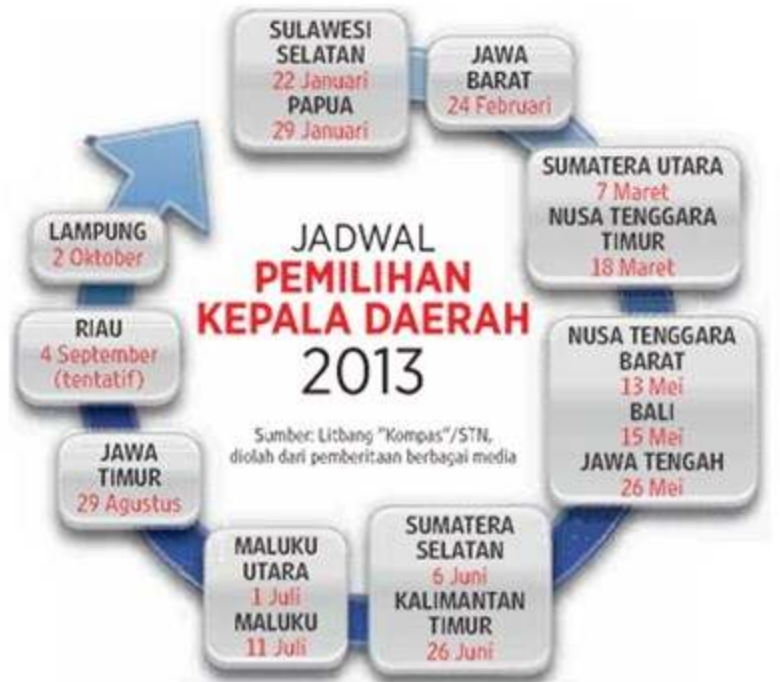 JADWAL
PEMILIHAN
KEPALA DAERAH
2013
Sumber: Litbang "Kompas"/STN,
diolah dari pemberitaan berbagai media
SULAWESI
SELATAN
22 Januari
PAPUA
29 Januari
JAWA
BARAT
24 Februari
SUMATERA UTARA
7 Maret
NUSA TENGGARA
TIMUR
18 Maret
NUSA TENGGARA
BARAT
13 Mei
BALI
15 Mei
JAWA TENGAH
26 Mei
SUMATERA
SELATAN
6 Juni
KALIMANTAN
TIMUR
26 Juni
MALUKU
UTARA
1 Juli
MALUKU
11 Juli
JAWA
TIMUR
29 Agustus
RIAU
4 September
(tentatif)
LAMPUNG
2 Oktober